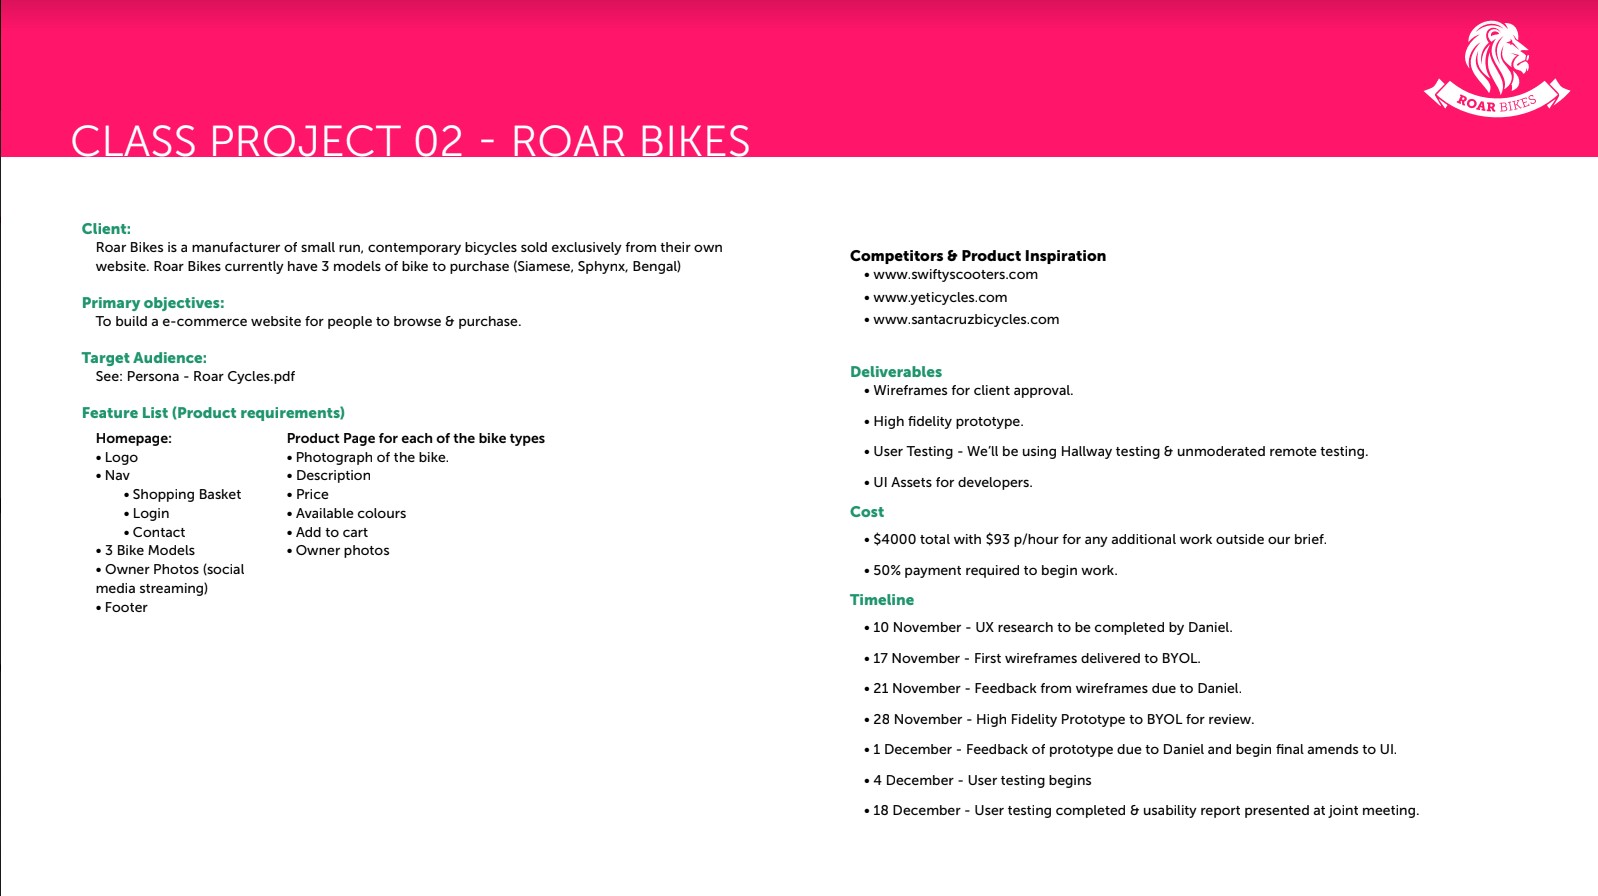 ROAR BIKES
CLASS PROJECT 02 - ROAR BIKES
Client:
Roar Bikes is a manufacturer of small run, contemporary bicycles sold exclusively from their own
website. Roar Bikes currently have 3 models of bike to purchase (Siamese, Sphynx, Bengal)
Primary objectives:
To build a e-commerce website for people to browse & purchase.
Target Audience:
See: Persona - Roar Cycles.pdf
Feature List (Product requirements)
Homepage:
• Logo
• Nav
• Shopping Basket
• Login
• Contact
• 3 Bike Models
• Owner Photos (social
media streaming)
• Footer
Product Page for each of the bike types
• Photograph of the bike.
• Description
• Price
• Available colours
• Add to cart
• Owner photos
Competitors & Product Inspiration
• www.swiftyscooters.com
• www.yeticycles.com
• www.santacruzbicycles.com
Deliverables
• Wireframes for client approval.
• High fidelity prototype.
• User Testing - We'll be using Hallway testing & unmoderated remote testing.
• UI Assets for developers.
Cost
• $4000 total with $93 p/hour for any additional work outside our brief.
• 50% payment required to begin work.
Timeline
• 10 November - UX research to be completed by Daniel.
• 17 November - First wireframes delivered to BYOL.
• 21 November - Feedback from wireframes due to Daniel.
• 28 November - High Fidelity Prototype to BYOL for review.
• 1 December - Feedback of prototype due to Daniel and begin final amends to UI.
• 4 December - User testing begins
• 18 December - User testing completed & usability report presented at joint meeting.